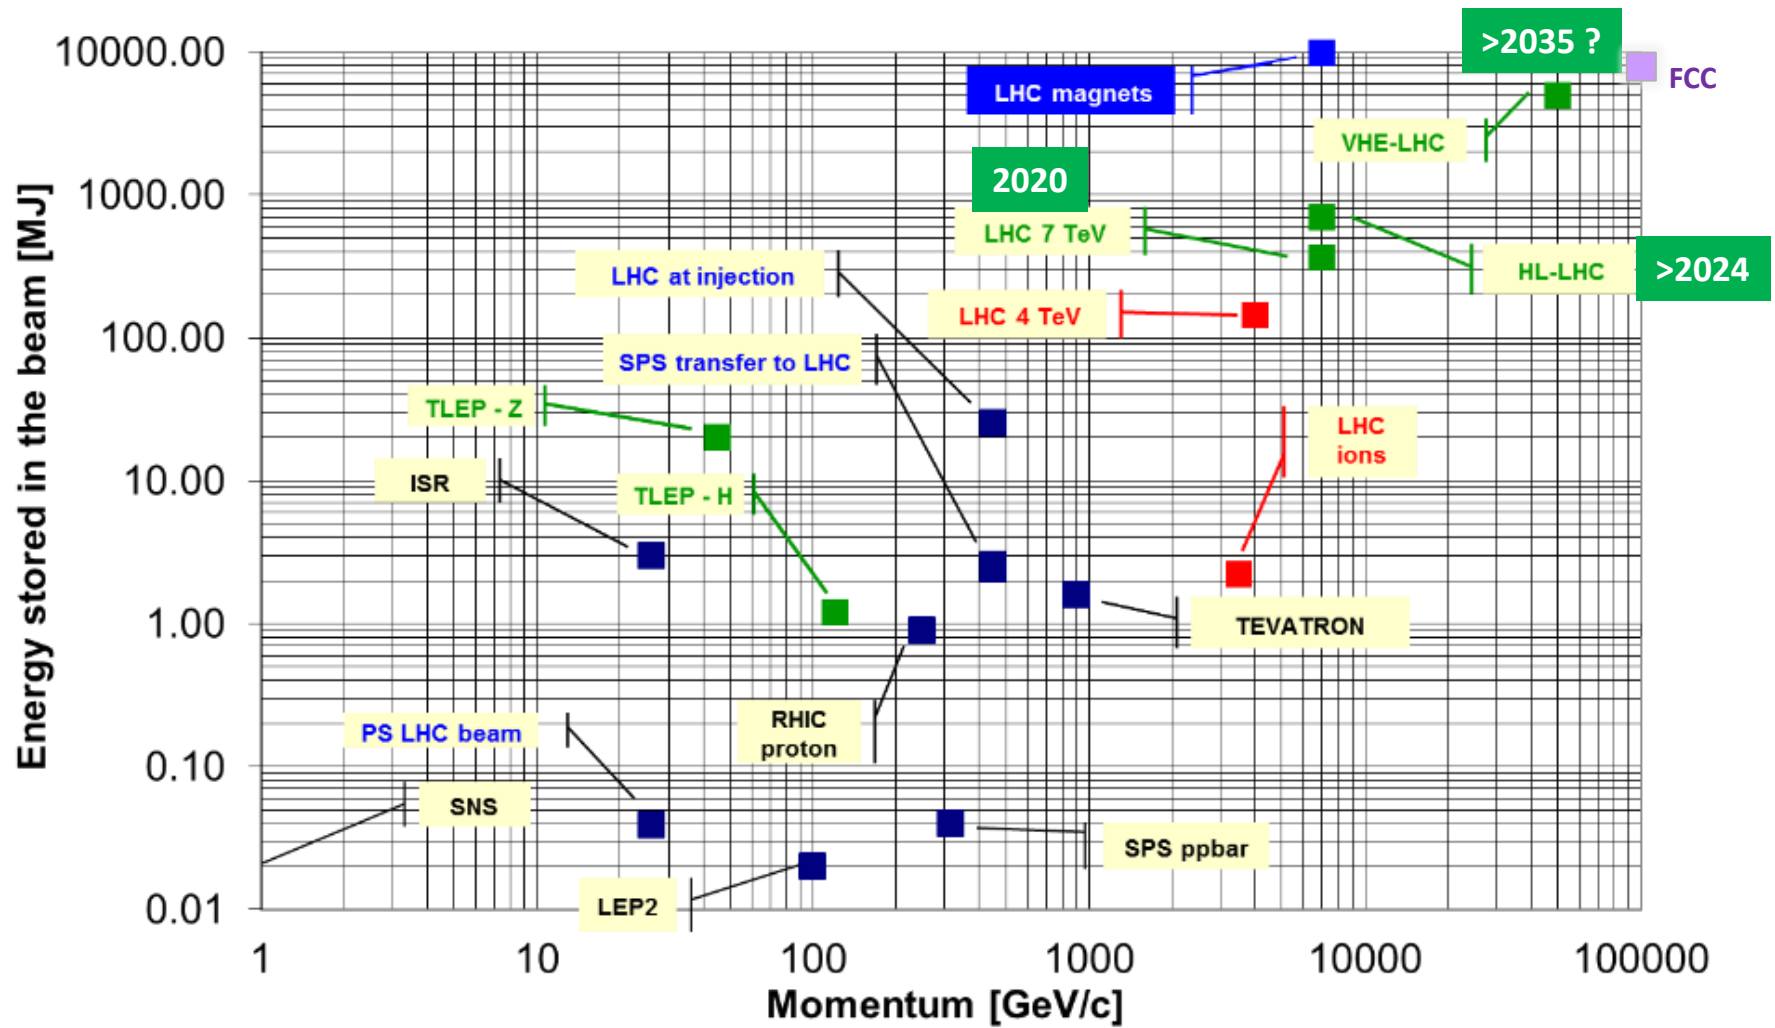 >2035 ?
10000.00
FCC
LHC magnets
VHE-LHC
2020
1000.00
LHC 7 TeV
HL-LHC
>2024
LHC at injection
LHC 4 TeV
100.00
SPS transfer to LHC
TLEP - Z
LHC
ions
10.00
ISR
TLEP - H
1.00
TEVATRON
RHIC
proton
PS LHC beam
0.10
SNS
SPS ppbar
LEP2
0.01
1
10
100
1000
10000
100000
Momentum [GeV/c]
Energy stored in the beam [MJ]